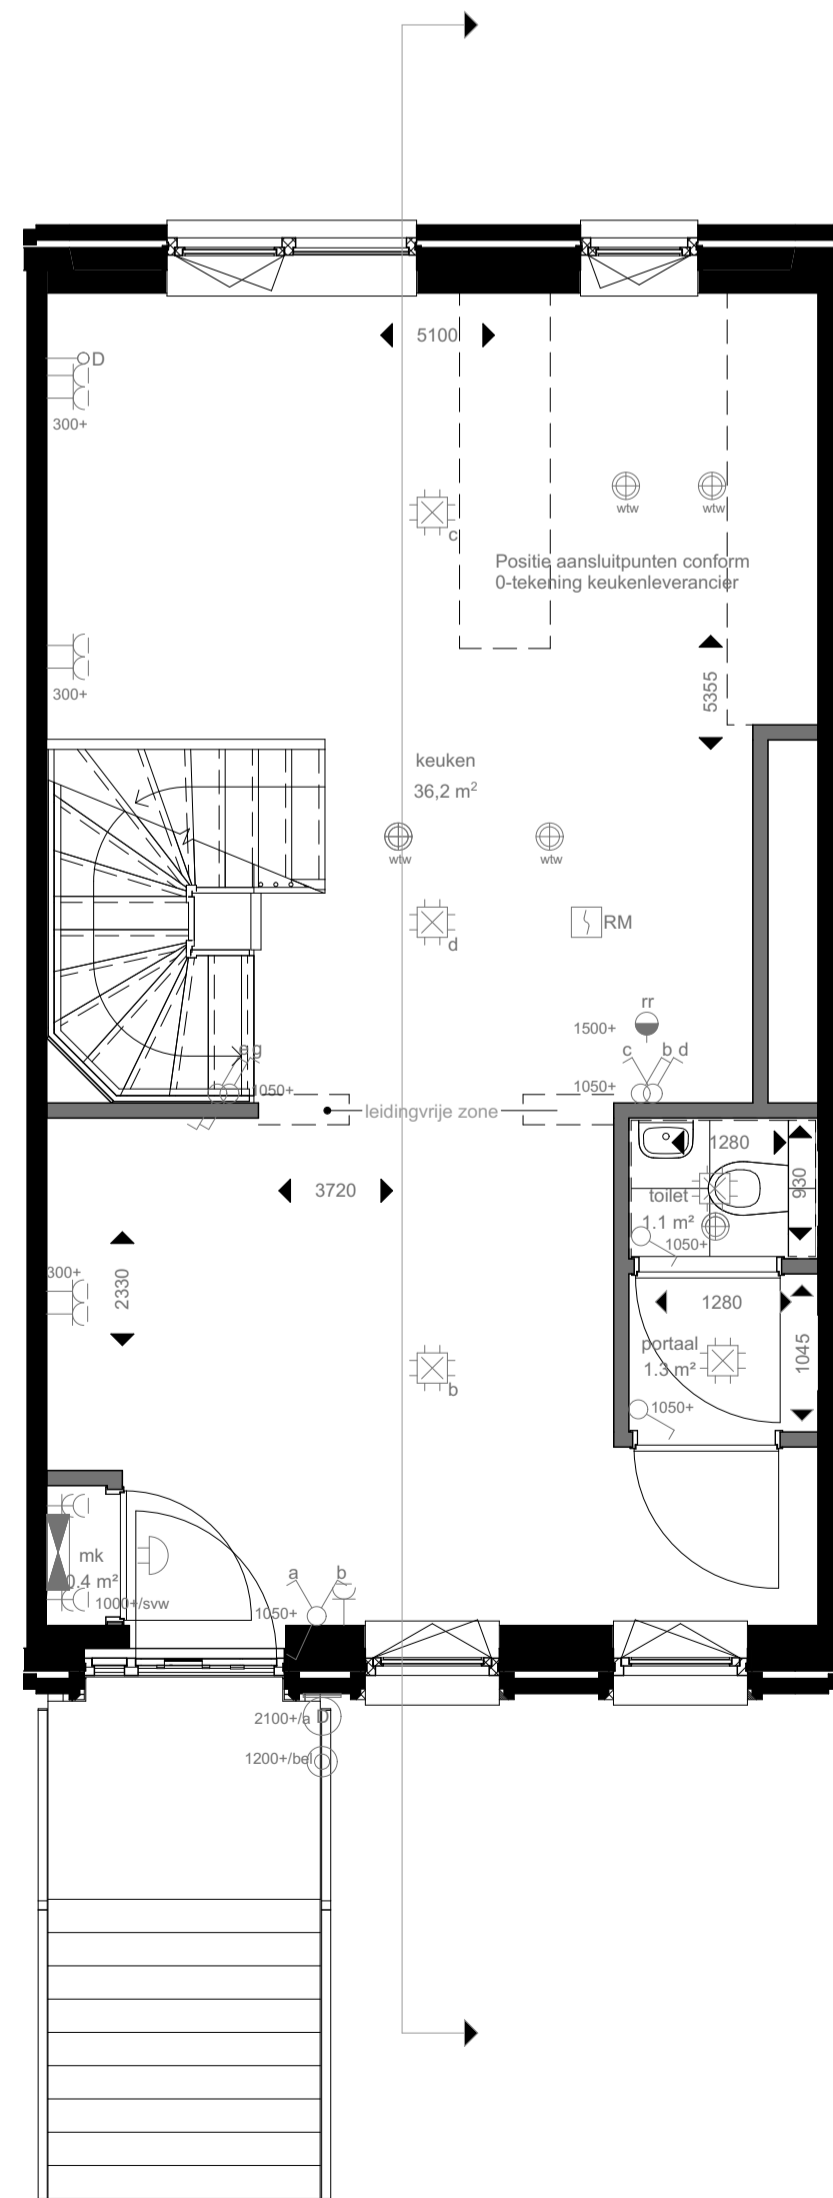 5100
D
300+
wtw
wtw
c
Positie aansluitpunten conform
0-tekening keukenleverancier
300+
5355
keuken
36,2 m²
wtw
wtw
d
RM
rr
1500+
c b d
1050+
e g
1050+
leidingvrije zone
1280
930
toilet
1.1 m²
1050+
3720
2330
300+
1280
1045
portaal
1.3 m²
1050+
b
mk
0.4 m²
1000+/svw
a b
1050+
2100+/a D
1200+/bel